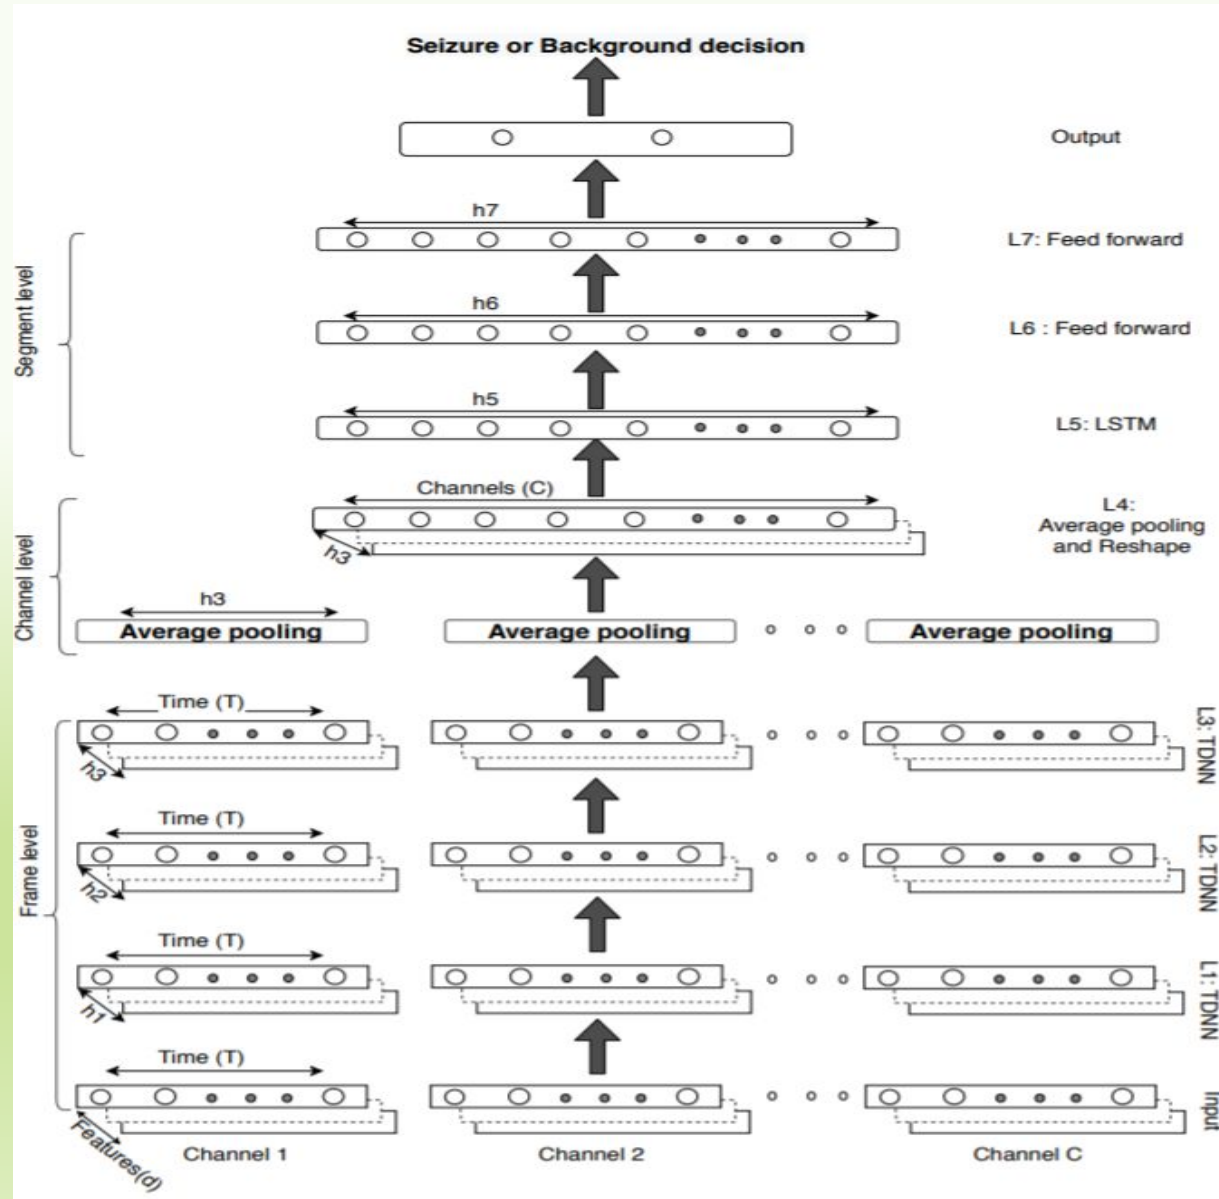 Seizure or Background decision
Output
h7
L7: Feed forward
h6
L6 : Feed forward
h5
L5: LSTM
Segment level
Channels (C)
L4:
Average pooling
and Reshape
h3
Channel level
h3
Average pooling
Average pooling
Average pooling
Time (T)
h3
L3: TDNN
Time (T)
h2
L2: TDNN
Frame level
Time (T)
h1
L1: TDNN
Time (T)
Features(d)
Input
Channel 1
Channel 2
Channel C